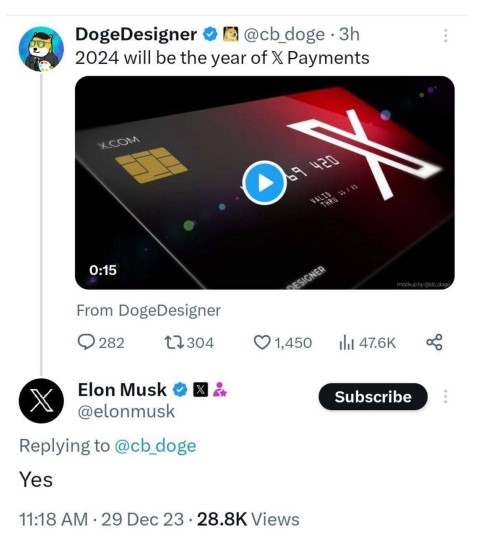 DogeDesigner @cb_doge · 3h
2024 will be the year of 𝕏 Payments
X.COM
69 420
VALID
THRU
DESIGNER
0:15
mockup by @cb_doge
From DogeDesigner
282 304 1,450 47.6K
Elon Musk
@elonmusk
Subscribe
Replying to @cb_doge
Yes
11:18 AM · 29 Dec 23 · 28.8K Views